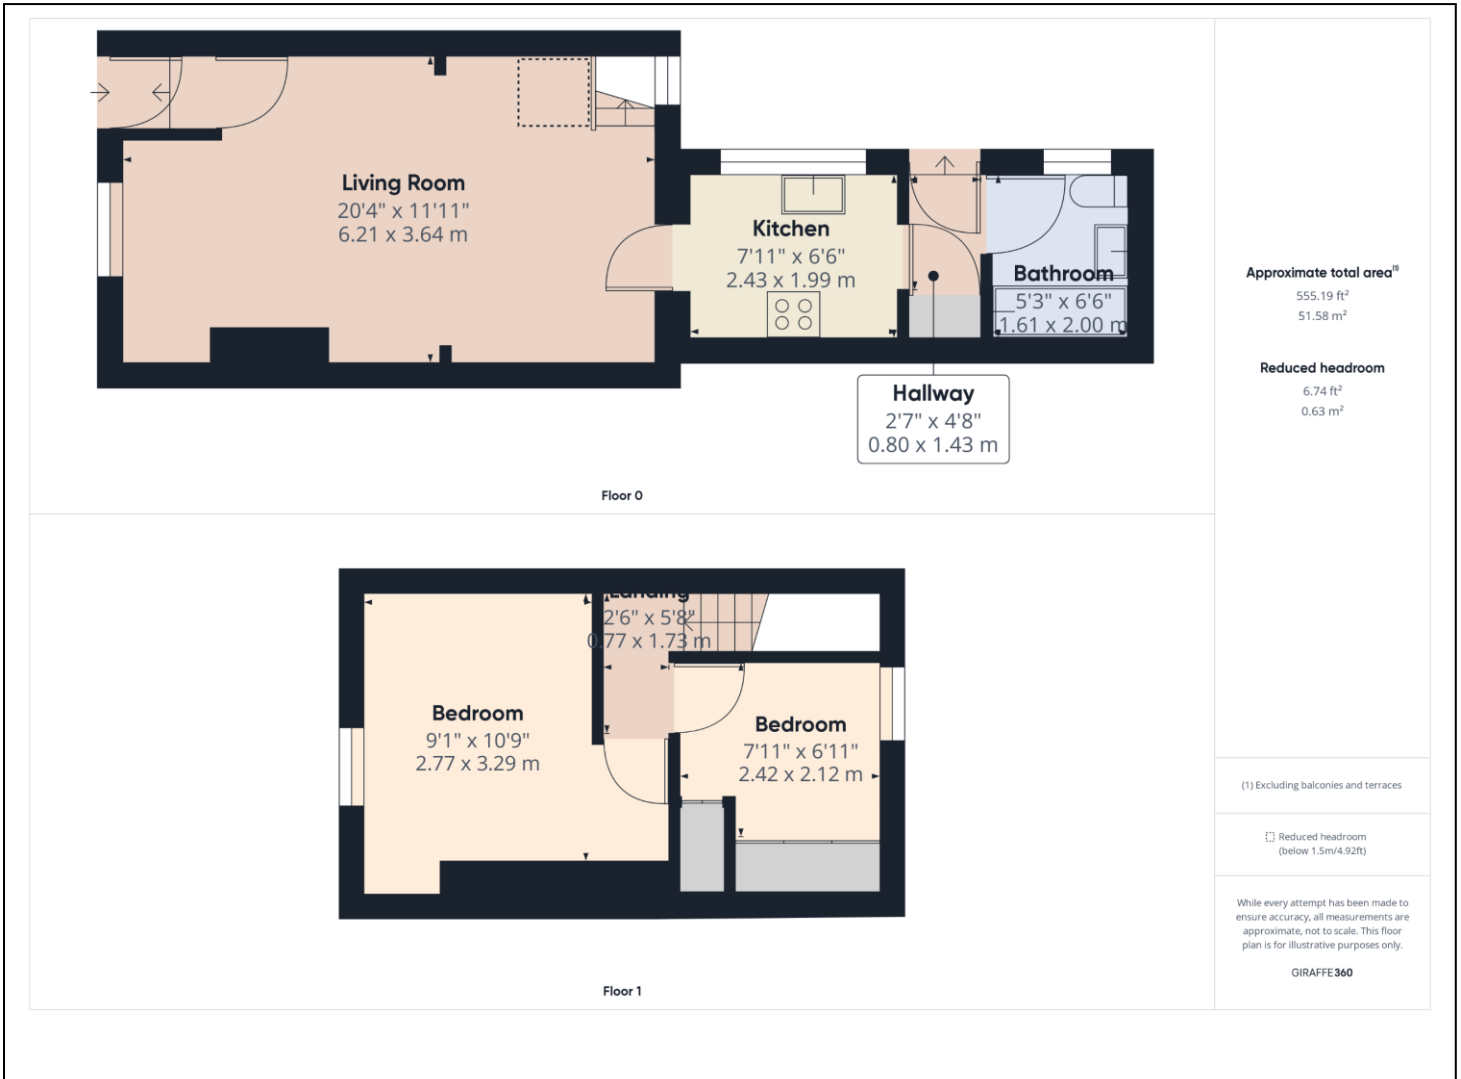 Living Room
20'4" x 11'11"
6.21 x 3.64 m
Kitchen
7'11" x 6'6"
2.43 x 1.99 m
Bathroom
5'3" x 6'6"
1.61 x 2.00 m
Hallway
2'7" x 4'8"
0.80 x 1.43 m
Floor 0
Landing
2'6" x 5'8"
0.77 x 1.73 m
Bedroom
9'1" x 10'9"
2.77 x 3.29 m
Bedroom
7'11" x 6'11"
2.42 x 2.12 m
Floor 1
Approximate total area(1)
555.19 ft²
51.58 m²
Reduced headroom
6.74 ft²
0.63 m²
(1) Excluding balconies and terraces
Reduced headroom
(below 1.5m/4.92ft)
While every attempt has been made to
ensure accuracy, all measurements are
approximate, not to scale. This floor
plan is for illustrative purposes only.
GIRAFFE360